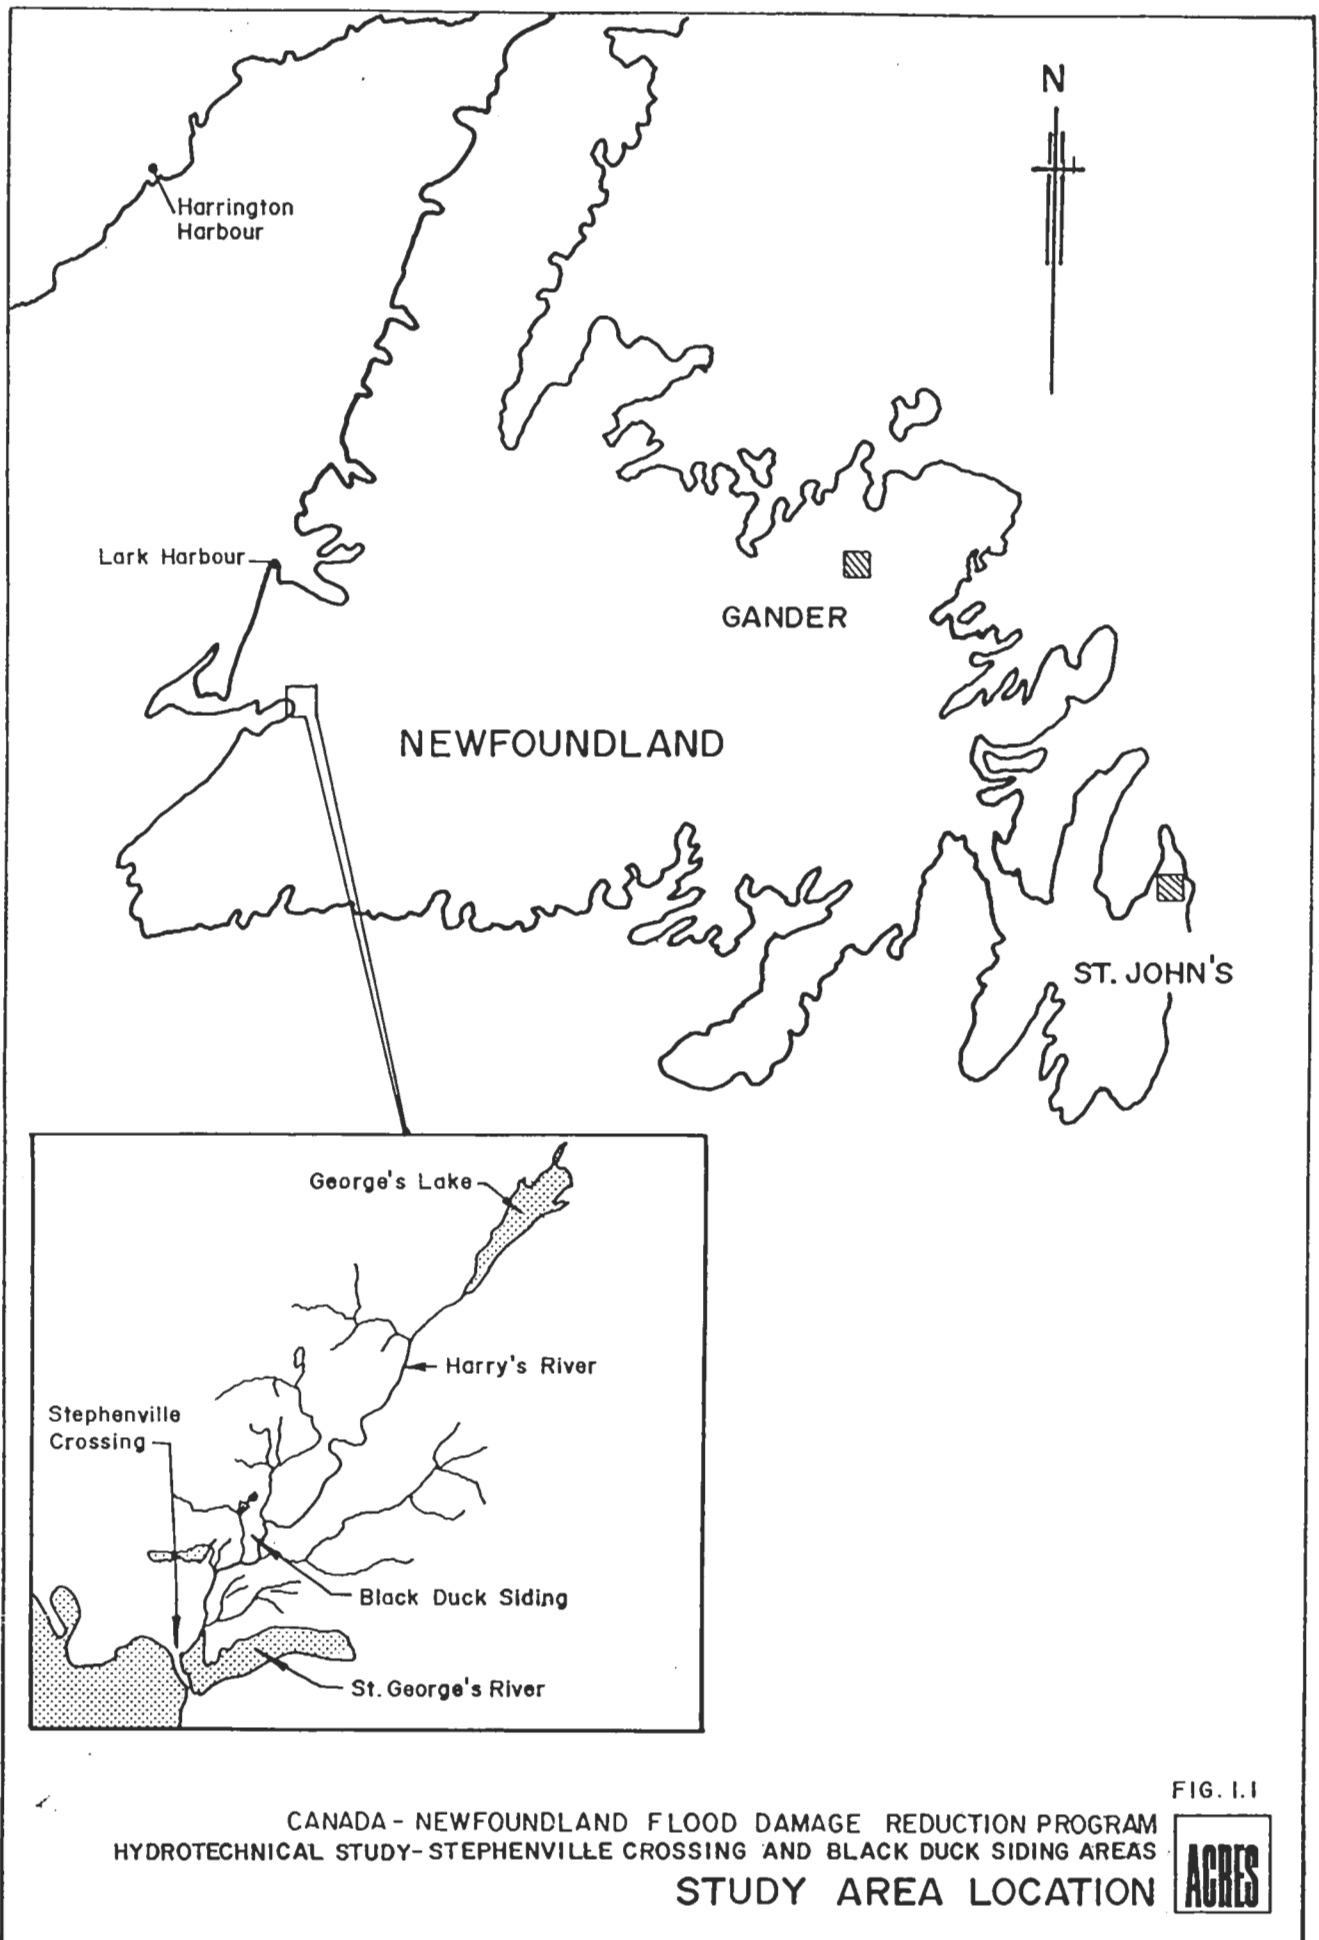 N
Harrington
Harbour
Lark Harbour
GANDER
NEWFOUNDLAND
ST. JOHN'S
George's Lake
Harry's River
Stephenville
Crossing
Black Duck Siding
St. George's River
FIG. 1.1
CANADA - NEWFOUNDLAND FLOOD DAMAGE REDUCTION PROGRAM
HYDROTECHNICAL STUDY - STEPHENVILLE CROSSING AND BLACK DUCK SIDING AREAS
STUDY AREA LOCATION
ACRES